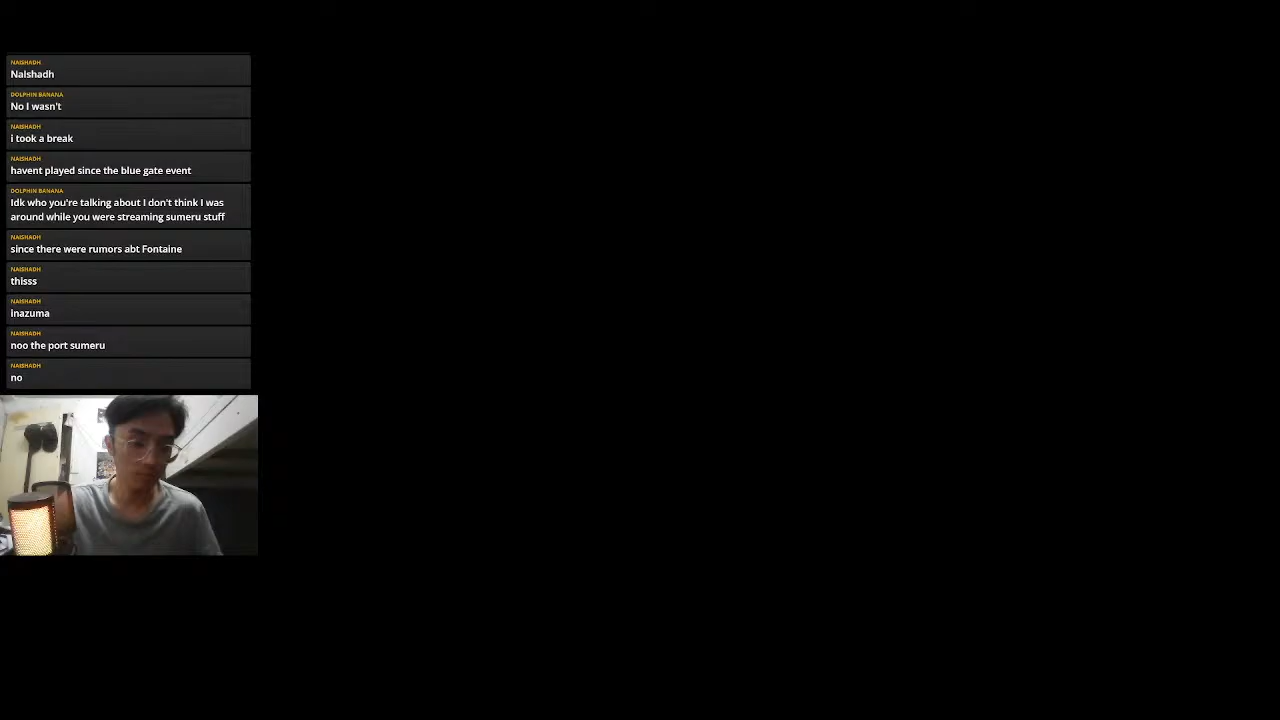 NAISHADH
Naishadh
DOLPHIN BANANA
No I wasn't
NAISHADH
i took a break
NAISHADH
havent played since the blue gate event
DOLPHIN BANANA
Idk who you're talking about I don't think I was
around while you were streaming sumeru stuff
NAISHADH
since there were rumors abt Fontaine
NAISHADH
thisss
NAISHADH
inazuma
NAISHADH
noo the port sumeru
NAISHADH
no